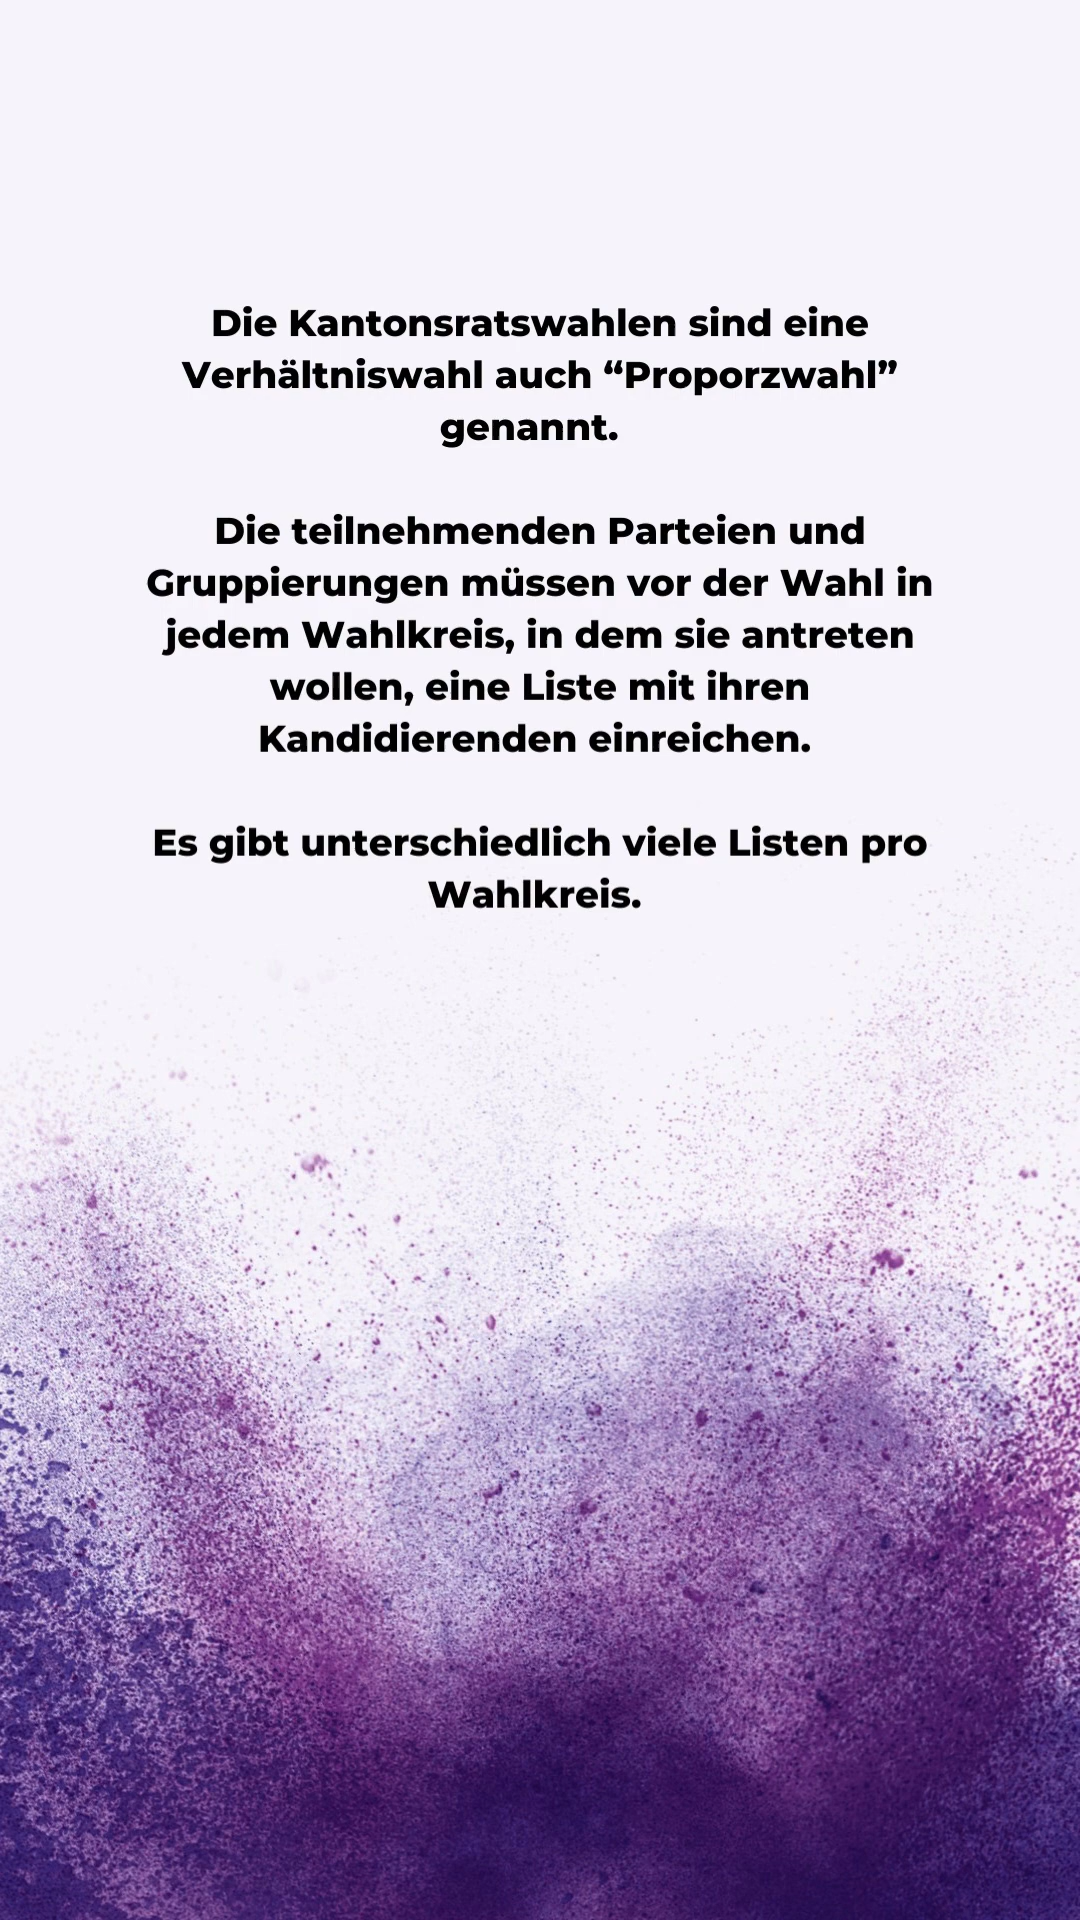 Die Kantonsratswahlen sind eine
Verhältniswahl auch “Proporzwahl”
genannt.
Die teilnehmenden Parteien und
Gruppierungen müssen vor der Wahl in
jedem Wahlkreis, in dem sie antreten
wollen, eine Liste mit ihren
Kandidierenden einreichen.
Es gibt unterschiedlich viele Listen pro
Wahlkreis.